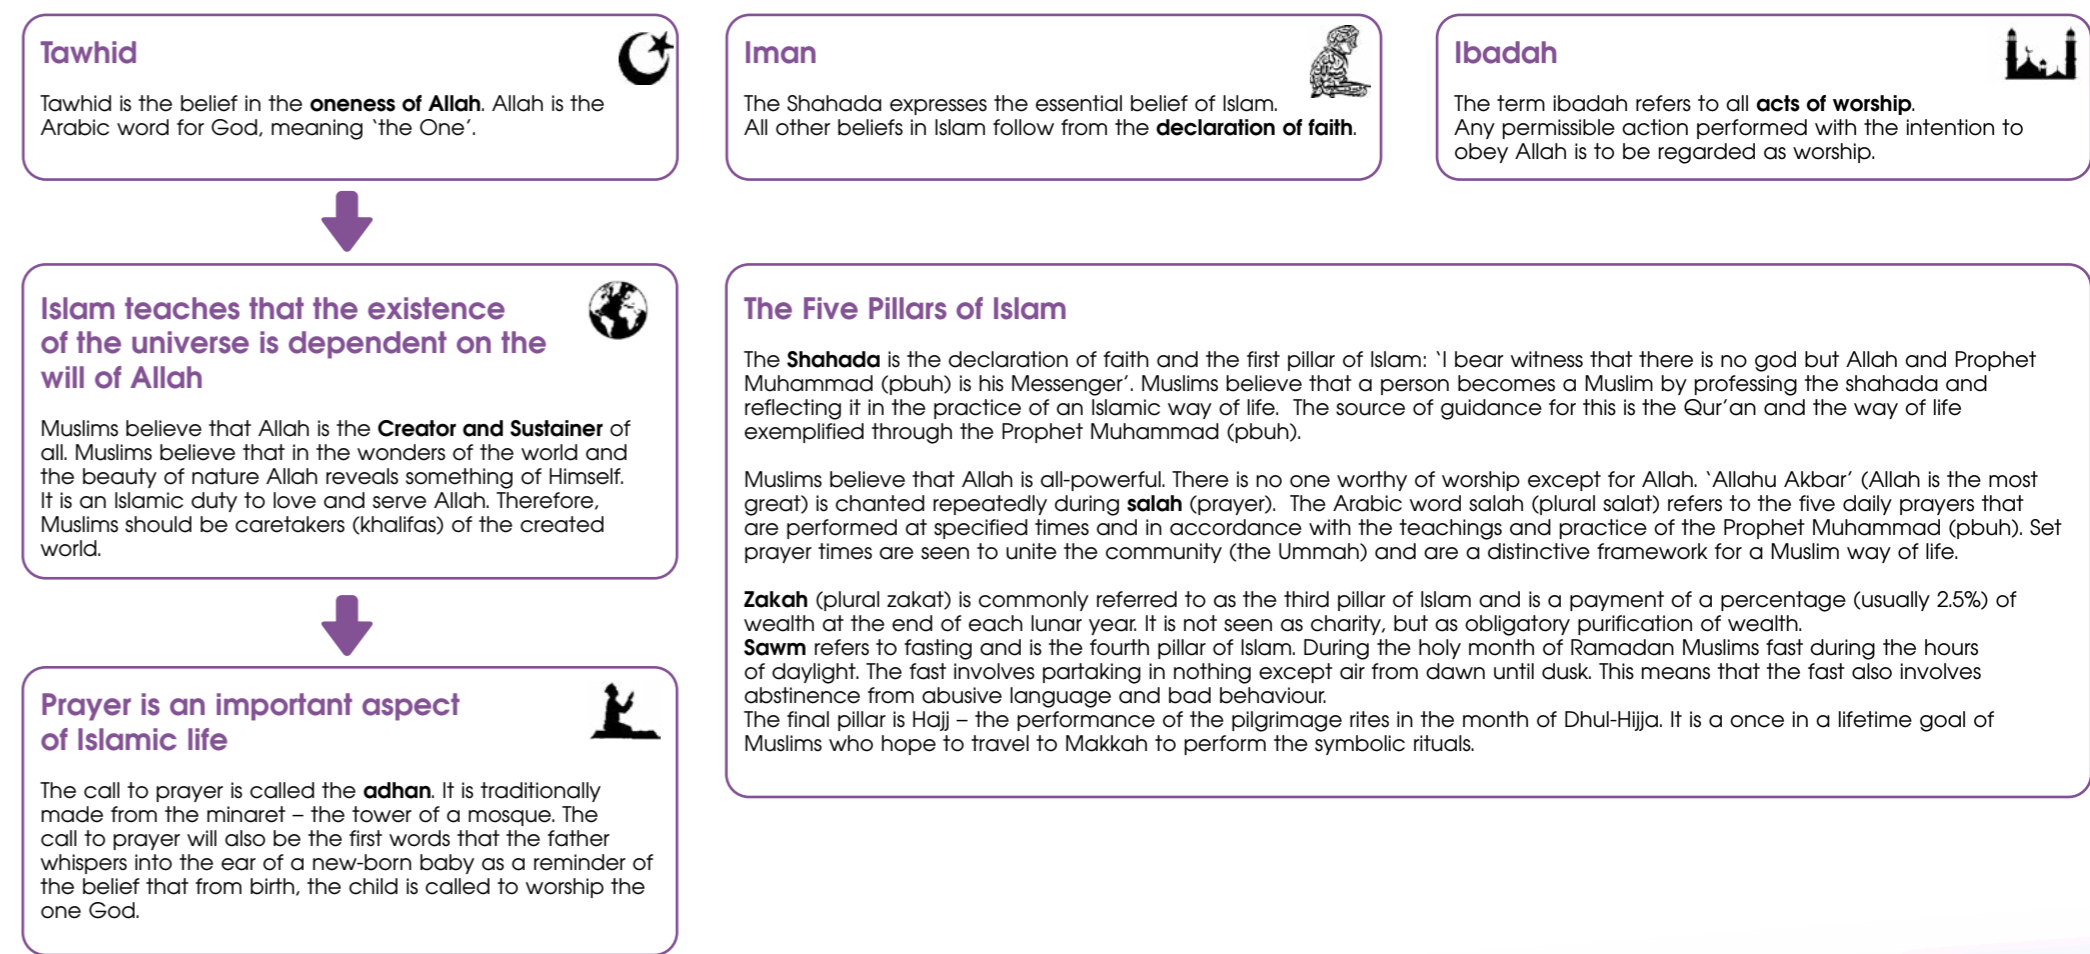 Tawhid
Tawhid is the belief in the oneness of Allah. Allah is the
Arabic word for God, meaning ‘the One’.
Iman
The Shahada expresses the essential belief of Islam.
All other beliefs in Islam follow from the declaration of faith.
Ibadah
The term ibadah refers to all acts of worship.
Any permissible action performed with the intention to
obey Allah is to be regarded as worship.
Islam teaches that the existence
of the universe is dependent on the
will of Allah
Muslims believe that Allah is the Creator and Sustainer of
all. Muslims believe that in the wonders of the world and
the beauty of nature Allah reveals something of Himself.
It is an Islamic duty to love and serve Allah. Therefore,
Muslims should be caretakers (khalifas) of the created
world.
Prayer is an important aspect
of Islamic life
The call to prayer is called the adhan. It is traditionally
made from the minaret – the tower of a mosque. The
call to prayer will also be the first words that the father
whispers into the ear of a new-born baby as a reminder of
the belief that from birth, the child is called to worship the
one God.
The Five Pillars of Islam
The Shahada is the declaration of faith and the first pillar of Islam: ‘I bear witness that there is no god but Allah and Prophet
Muhammad (pbuh) is his Messenger’. Muslims believe that a person becomes a Muslim by professing the shahada and
reflecting it in the practice of an Islamic way of life.  The source of guidance for this is the Qur’an and the way of life
exemplified through the Prophet Muhammad (pbuh).
Muslims believe that Allah is all-powerful. There is no one worthy of worship except for Allah. ‘Allahu Akbar’ (Allah is the most
great) is chanted repeatedly during salah (prayer).  The Arabic word salah (plural salat) refers to the five daily prayers that
are performed at specified times and in accordance with the teachings and practice of the Prophet Muhammad (pbuh). Set
prayer times are seen to unite the community (the Ummah) and are a distinctive framework for a Muslim way of life.
Zakah (plural zakat) is commonly referred to as the third pillar of Islam and is a payment of a percentage (usually 2.5%) of
wealth at the end of each lunar year. It is not seen as charity, but as obligatory purification of wealth.
Sawm refers to fasting and is the fourth pillar of Islam. During the holy month of Ramadan Muslims fast during the hours
of daylight. The fast involves partaking in nothing except air from dawn until dusk. This means that the fast also involves
abstinence from abusive language and bad behaviour.
The final pillar is Hajj – the performance of the pilgrimage rites in the month of Dhul-Hijja. It is a once in a lifetime goal of
Muslims who hope to travel to Makkah to perform the symbolic rituals.